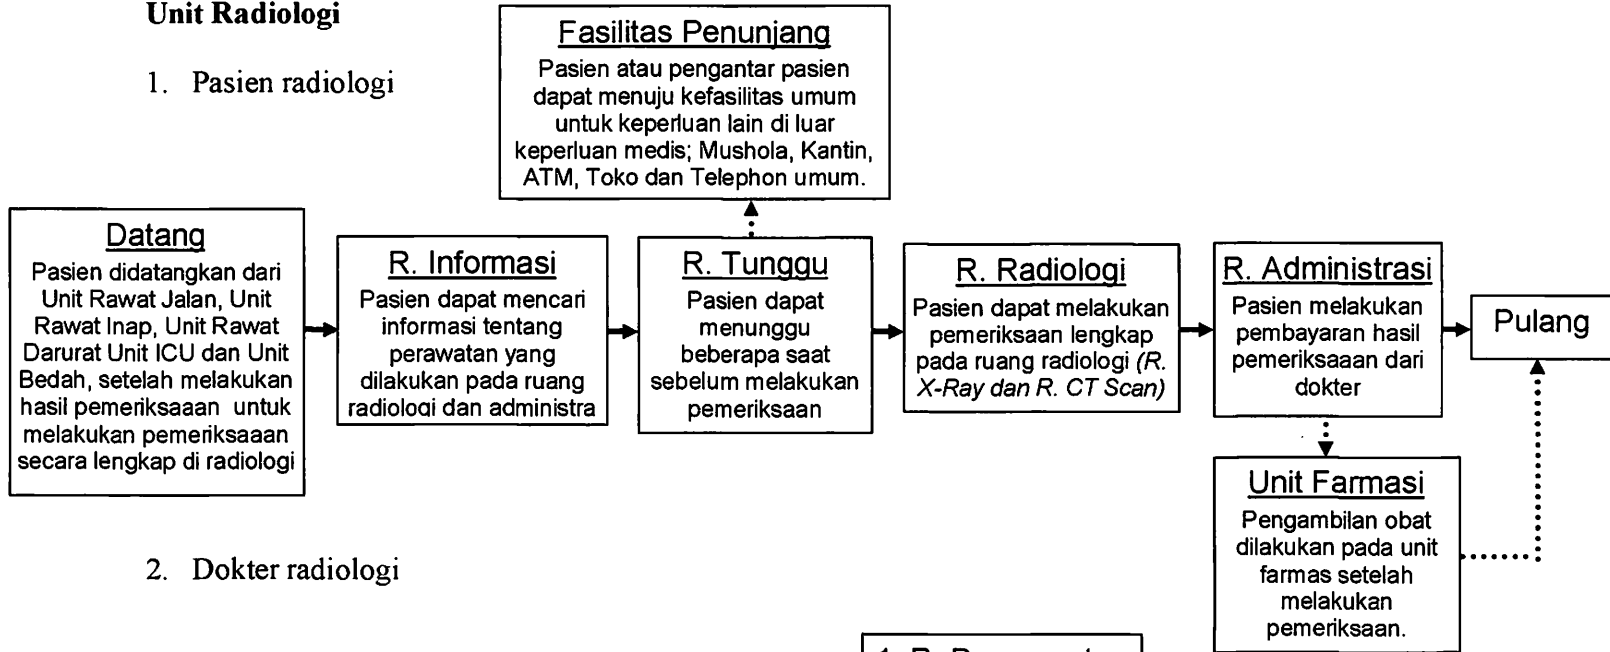 Unit Radiologi
1. Pasien radiologi
Fasilitas Penunjang
Pasien atau pengantar pasien
dapat menuju kefasilitas umum
untuk keperluan lain di luar
keperluan medis; Mushola, Kantin,
ATM, Toko dan Telephon umum.
Datang
Pasien didatangkan dari
Unit Rawat Jalan, Unit
Rawat Inap, Unit Rawat
Darurat Unit ICU dan Unit
Bedah, setelah melakukan
hasil pemeriksaaan untuk
melakukan pemeriksaaan
secara lengkap di radiologi
R. Informasi
Pasien dapat mencari
informasi tentang
perawatan yang
dilakukan pada ruang
radiologi dan administra
R. Tunggu
Pasien dapat
menunggu
beberapa saat
sebelum melakukan
pemeriksaan
R. Radiologi
Pasien dapat melakukan
pemeriksaan lengkap
pada ruang radiologi (R.
X-Ray dan R. CT Scan)
R. Administrasi
Pasien melakukan
pembayaran hasil
pemeriksaaan dari
dokter
Pulang
Unit Farmasi
Pengambilan obat
dilakukan pada unit
farmas setelah
melakukan
pemeriksaan.
2. Dokter radiologi